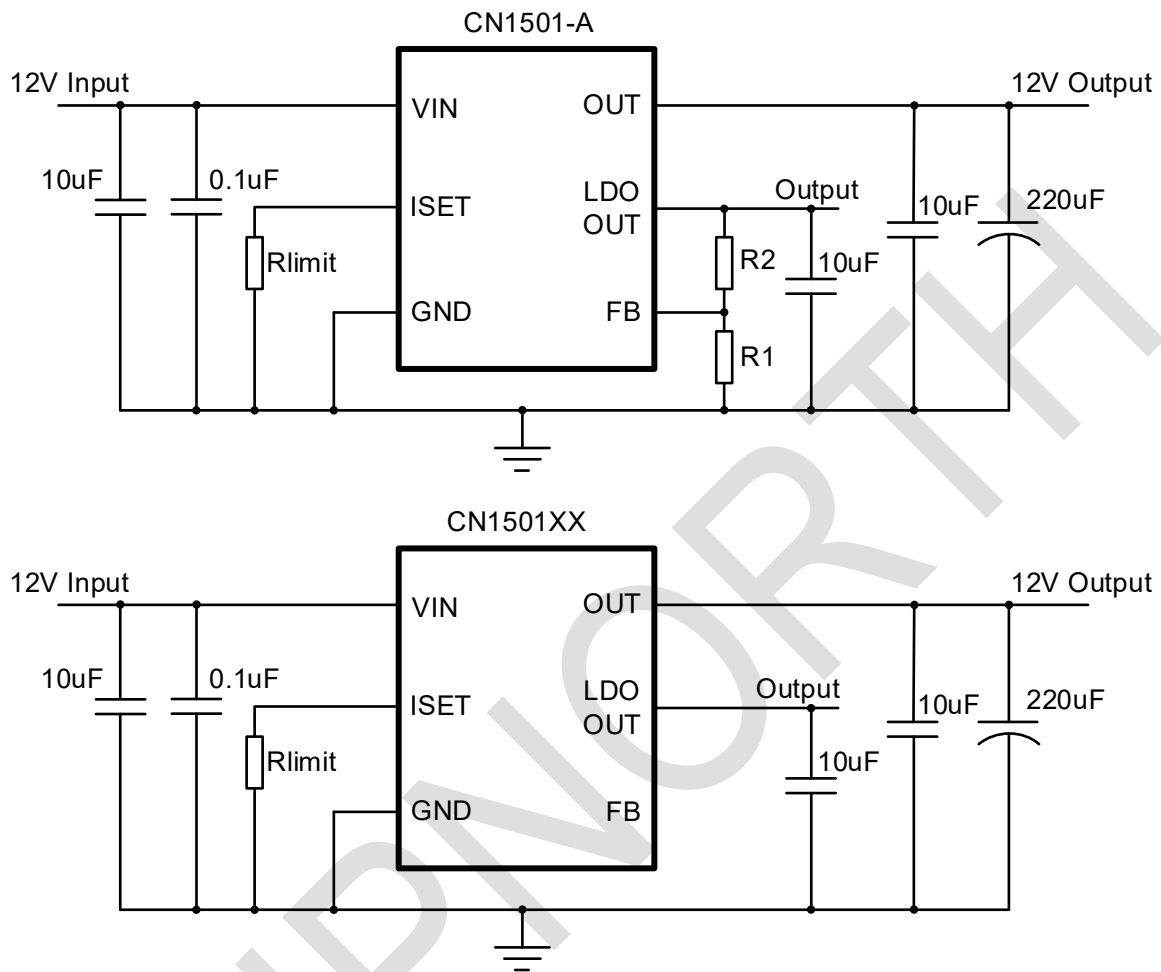 CN1501-A
12V Input
12V Output
VIN
OUT
10uF
0.1uF
ISET
LDO
OUT
Output
10uF
220uF
Rlimit
R2
10uF
GND
FB
R1
CN1501XX
12V Input
12V Output
VIN
OUT
10uF
0.1uF
ISET
LDO
OUT
Output
10uF
220uF
Rlimit
10uF
GND
FB
PNORTH